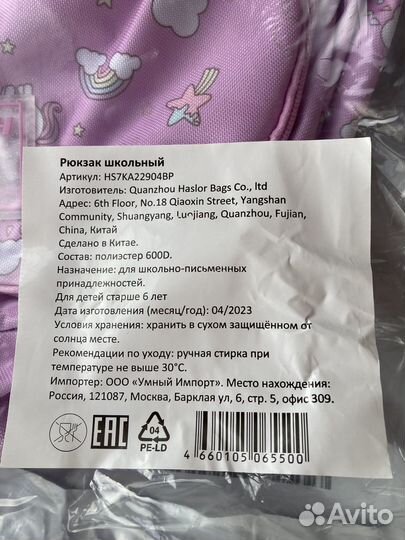 Рюкзак школьный
Артикул: HS7KA22904BP
Изготовитель: Quanzhou Haslor Bags Co., ltd
Адрес: 6th Floor, No.18 Qiaoxin Street, Yangshan
Community, Shuangyang, Luojiang, Quanzhou, Fujian,
China, Китай
Сделано в Китае.
Состав: полиэстер 600D.
Назначение: для школьно-письменных
принадлежностей.
Для детей старше 6 лет
Дата изготовления (месяц/год): 04/2023
Условия хранения: хранить в сухом защищённом от
солнца месте.
Рекомендации по уходу: ручная стирка при
температуре не выше 30°C.
Импортер: ООО «Умный Импорт». Место нахождения:
Россия, 121087, Москва, Барклая ул, 6, стр. 5, офис 309.
EAC
04
PE-LD
4 660105 065500
Avito